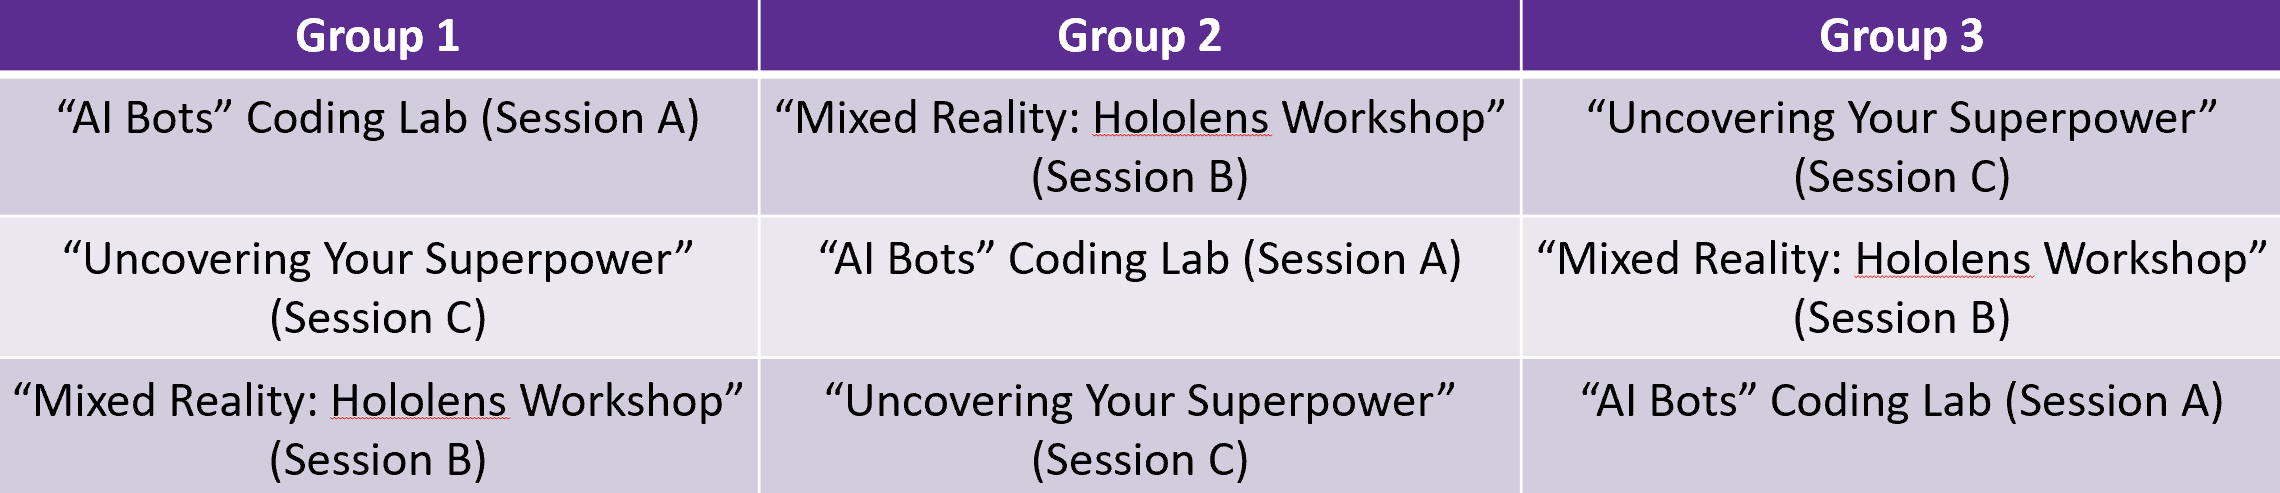 Group 1
Group 2
Group 3
“AI Bots” Coding Lab (Session A)
“Mixed Reality: Hololens Workshop”
(Session B)
“Uncovering Your Superpower”
(Session C)
“Uncovering Your Superpower”
(Session C)
“AI Bots” Coding Lab (Session A)
“Mixed Reality: Hololens Workshop”
(Session B)
“Mixed Reality: Hololens Workshop”
(Session B)
“Uncovering Your Superpower”
(Session C)
“AI Bots” Coding Lab (Session A)